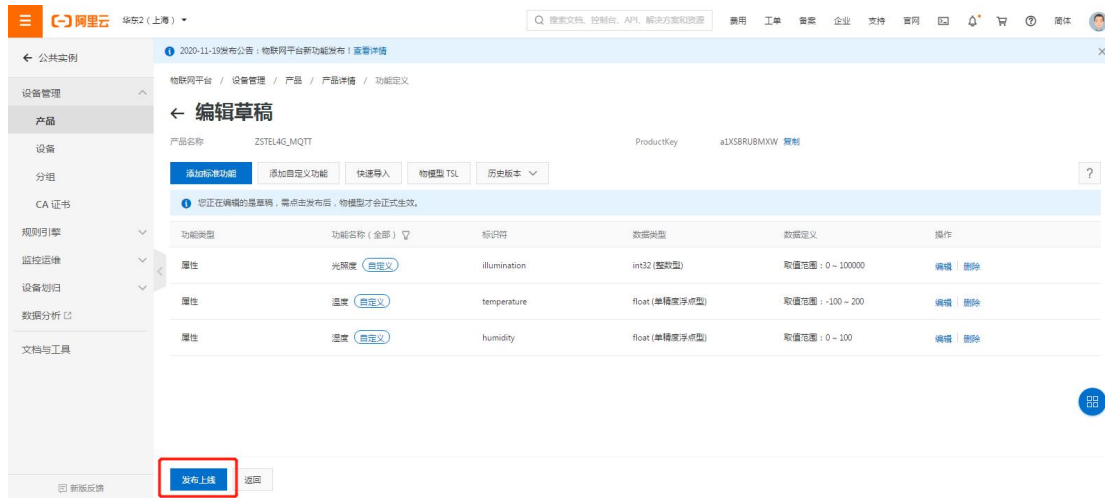 阿里云 华东2（上海） 搜索文档、控制台、API、解决方案和资源 费用 工单 备案 企业 支持 官网 简体
公共实例
2020-11-19发布公告：物联网平台新功能发布！查看详情
物联网平台 / 设备管理 / 产品 / 产品详情 / 功能定义
设备管理
编辑草稿
产品
产品名称 ZSTEL4G_MQTT ProductKey a1XSBRUBMXW 复制
设备
添加标准功能 添加自定义功能 快速导入 物模型 TSL 历史版本 ?
分组
您正在编辑的是草稿，需点击发布后，物模型才会正式生效。
CA 证书
规则引擎
功能类型 功能名称（全部） 标识符 数据类型 数据定义 操作
监控运维
属性 光照度 自定义 illumination int32 (整数型) 取值范围：0 ~ 100000 编辑 删除
设备划归
属性 温度 自定义 temperature float (单精度浮点型) 取值范围：-100 ~ 200 编辑 删除
数据分析
属性 湿度 自定义 humidity float (单精度浮点型) 取值范围：0 ~ 100 编辑 删除
文档与工具
发布上线 返回
新版反馈